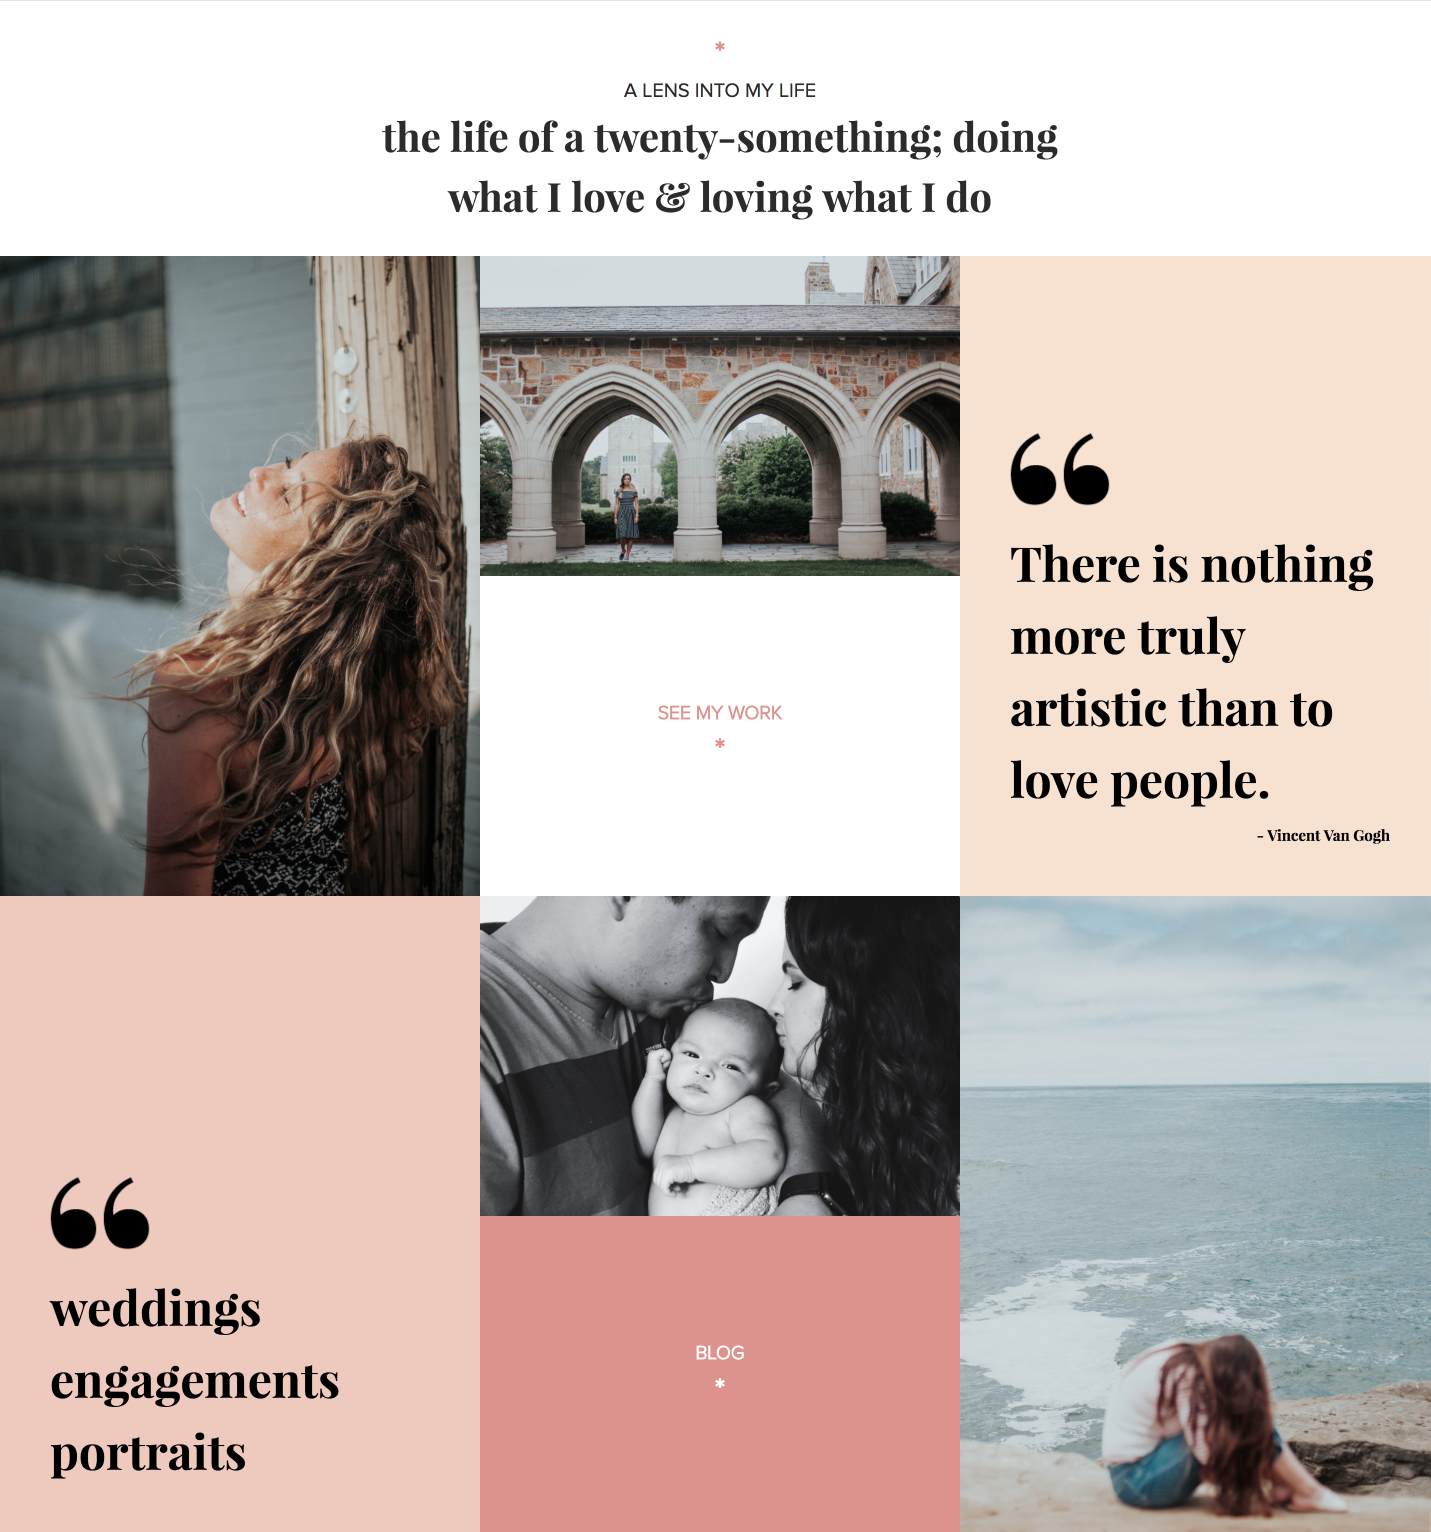 *
A LENS INTO MY LIFE
the life of a twenty-something; doing
what I love & loving what I do
SEE MY WORK
*
“
There is nothing
more truly
artistic than to
love people.
- Vincent Van Gogh
“
weddings
engagements
portraits
BLOG
*